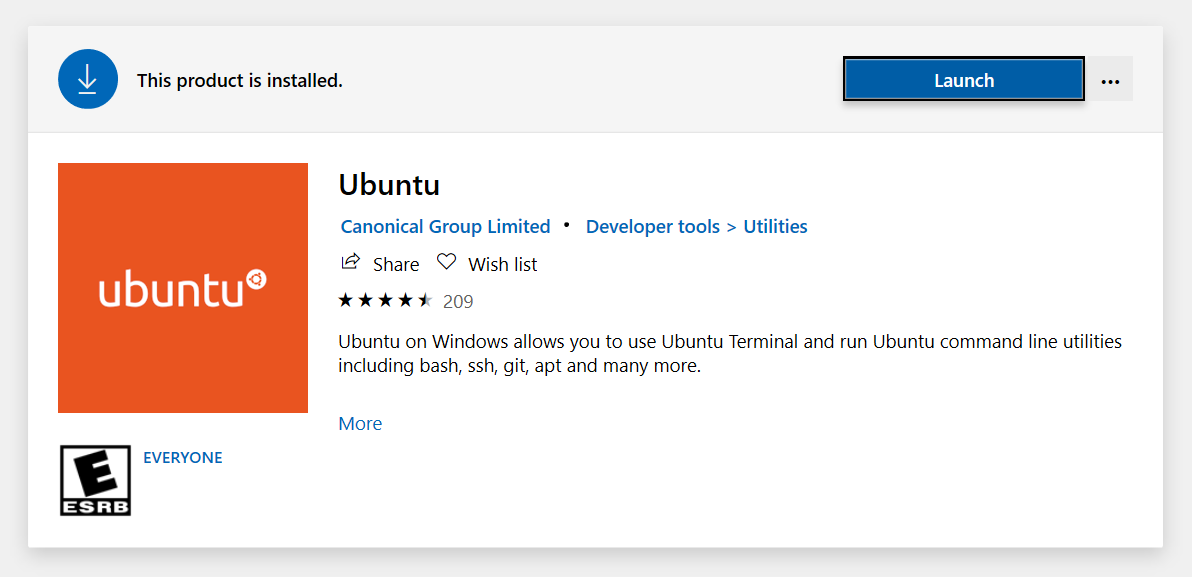 This product is installed.
Launch
...
ubuntu
Ubuntu
Canonical Group Limited • Developer tools > Utilities
Share Wish list
209
Ubuntu on Windows allows you to use Ubuntu Terminal and run Ubuntu command line utilities
including bash, ssh, git, apt and many more.
More
E
EVERYONE
ESRB